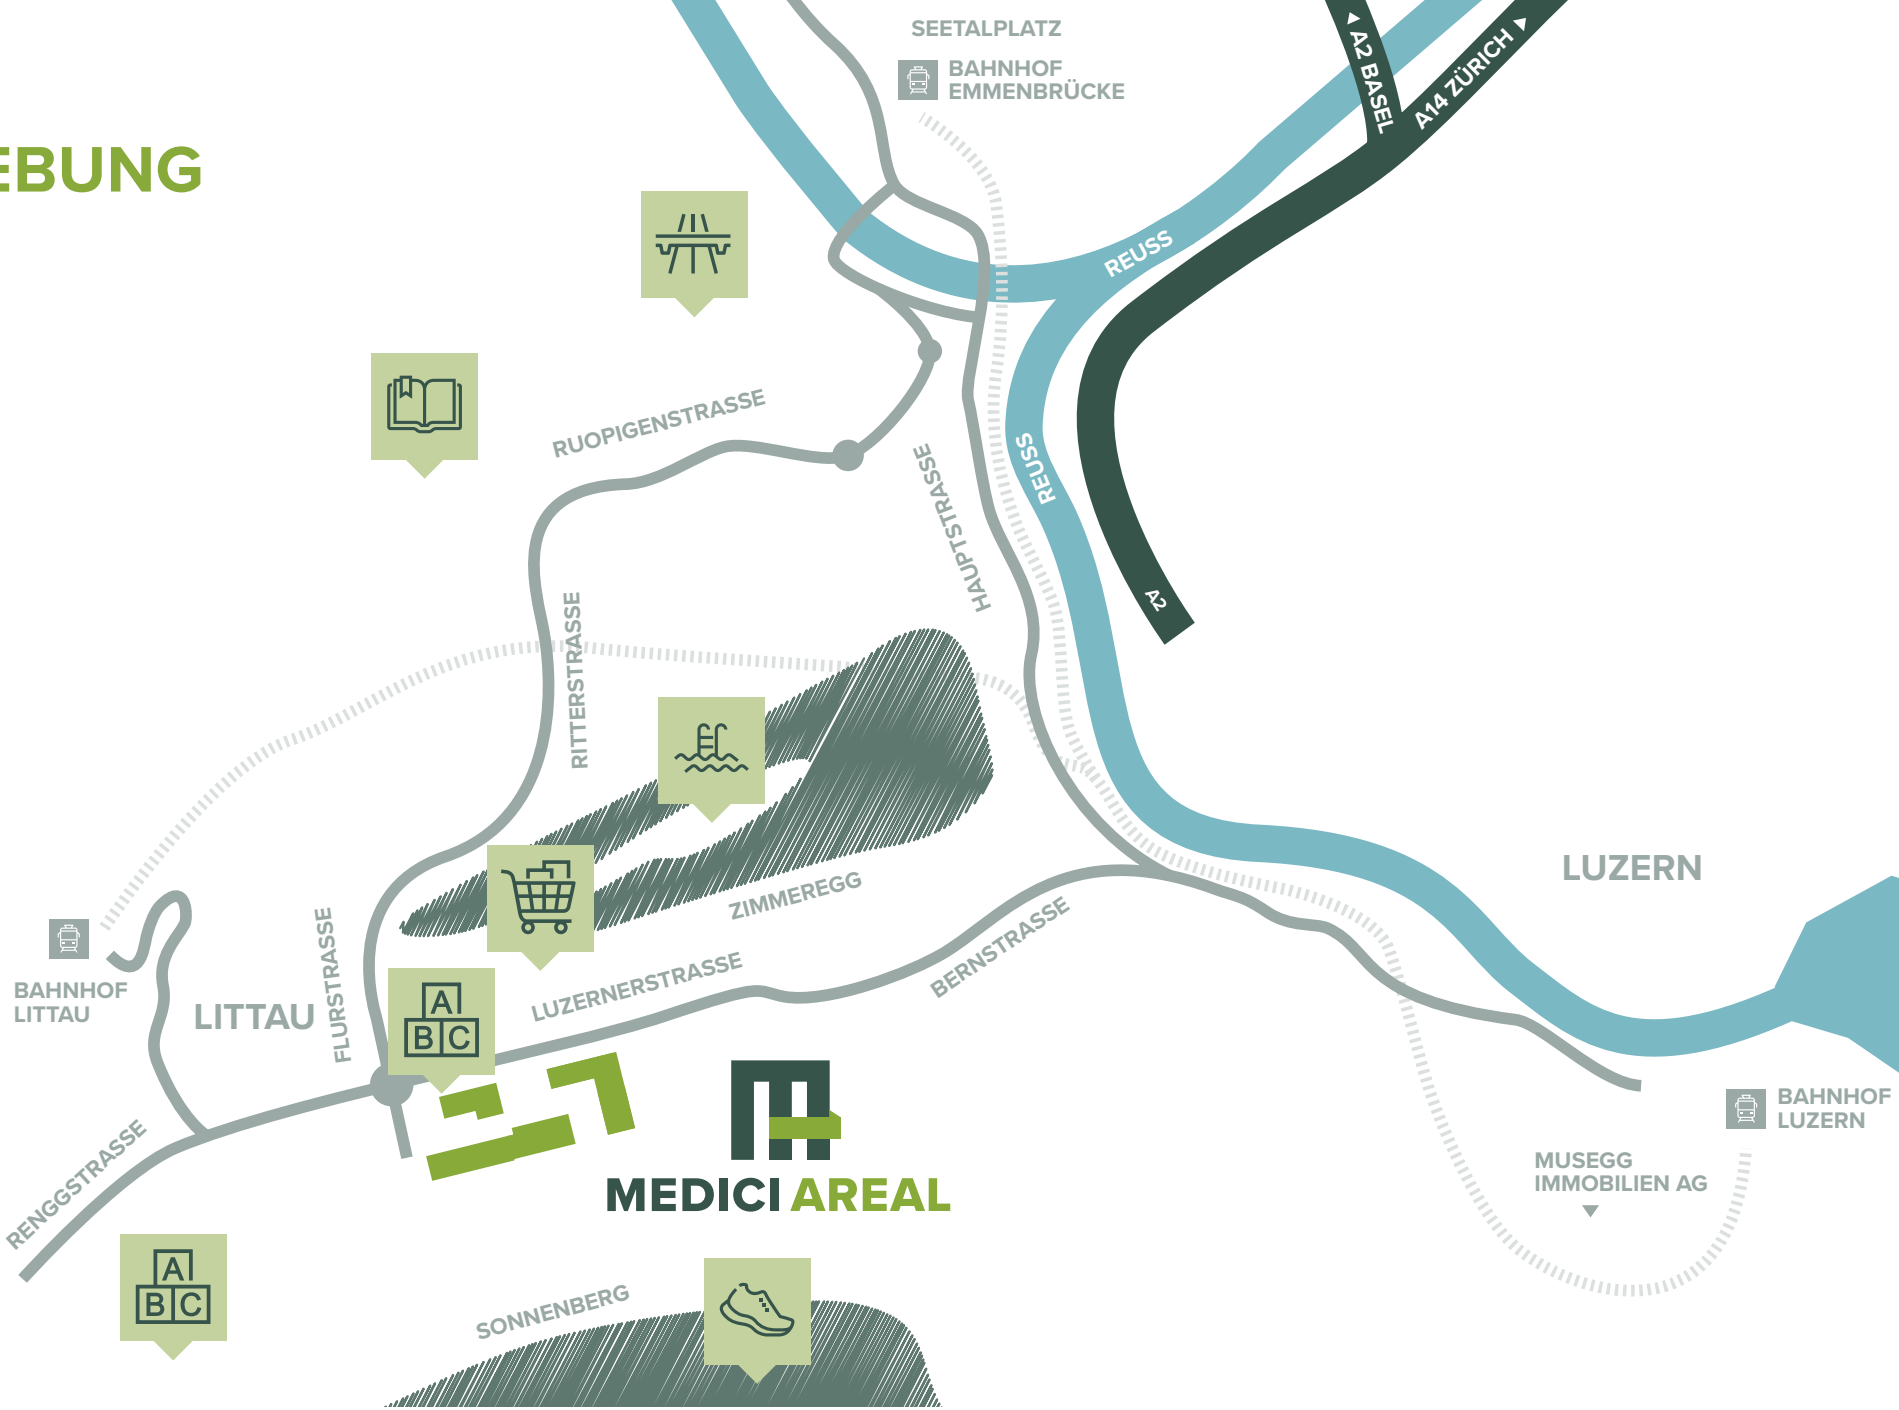 SEETALPLATZ
BAHNHOF
EMMENBRÜCKE
A2 BASEL
A14 ZÜRICH
EBUNG
REUSS
RUOPIGENSTRASSE
HAUPTSTRASSE
REUSS
A2
RITTERSTRASSE
ZIMMEREGG
LUZERN
BERNSTRASSE
FLURSTRASSE
LUZERNERSTRASSE
BAHNHOF
LITTAU
LITTAU
A
B C
RENGGSTRASSE
MEDICI AREAL
BAHNHOF
LUZERN
MUSEGG
IMMOBILIEN AG
A
B C
SONNENBERG